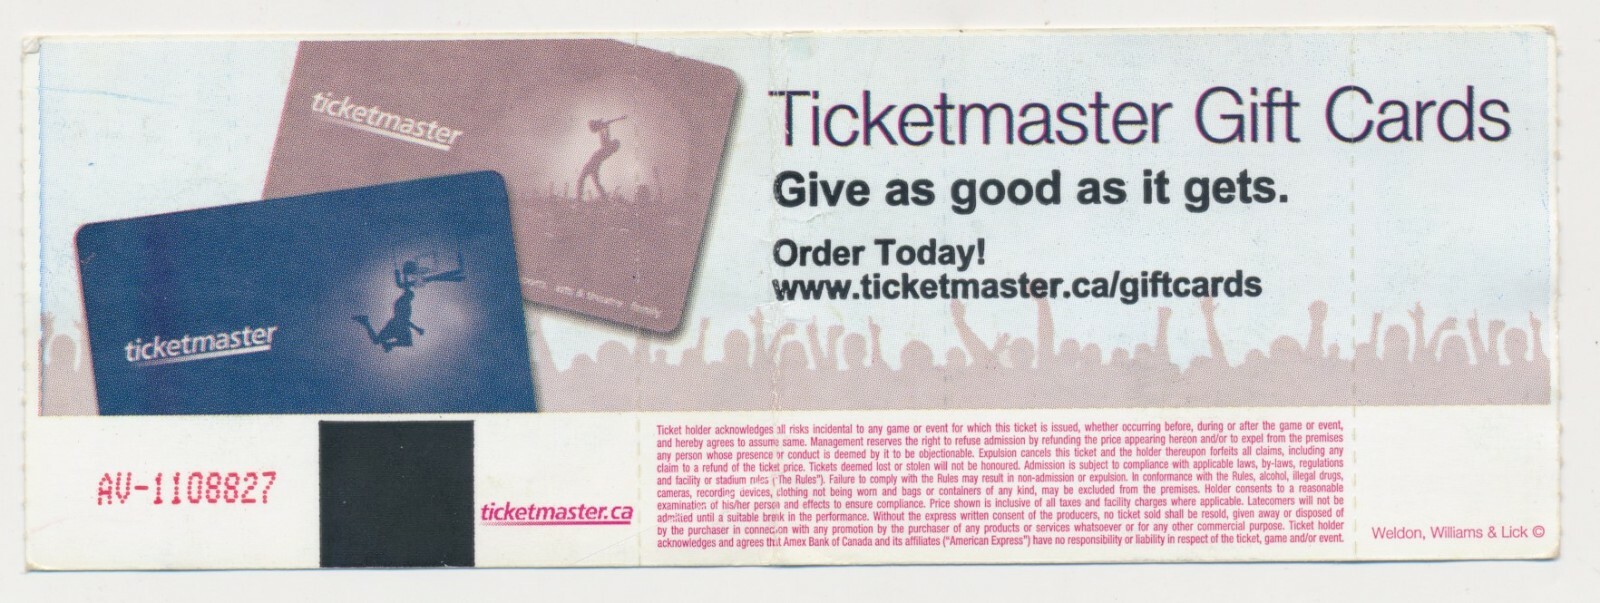 ticketmaster
Ticketmaster Gift Cards
Give as good as it gets.
Order Today!
www.ticketmaster.ca/giftcards
arts & theatre family
ticketmaster
Ticket holder acknowledges all risks incidental to any game or event for which this ticket is issued, whether occurring before, during or after the game or event,
and hereby agrees to assume same. Management reserves the right to refuse admission by refunding the price appearing hereon and/or to expel from the premises
any person whose presence or conduct is deemed by it to be objectionable. Expulsion cancels this ticket and the holder thereupon forfeits all claims, including any
claim to a refund of the ticket price. Tickets deemed lost or stolen will not be honoured. Admission is subject to compliance with applicable laws, by-laws, regulations
and facility or stadium rules ("The Rules"). Failure to comply with the Rules may result in non-admission or expulsion. In conformance with the Rules, alcohol, illegal drugs,
cameras, recording devices, clothing not being worn and bags or containers of any kind, may be excluded from the premises. Holder consents to a reasonable
examination of his/her person and effects to ensure compliance. Price shown is inclusive of all taxes and facility charges where applicable. Latecomers will not be
admitted until a suitable break in the performance. Without the express written consent of the producers, no ticket sold shall be resold, given away or disposed of
by the purchaser in connection with any promotion by the purchaser of any products or services whatsoever or for any other commercial purpose. Ticket holder
acknowledges and agrees that Amex Bank of Canada and its affiliates ("American Express") have no responsibility or liability in respect of the ticket, game and/or event.
AV-1108827
ticketmaster.ca
Weldon, Williams & Lick ©